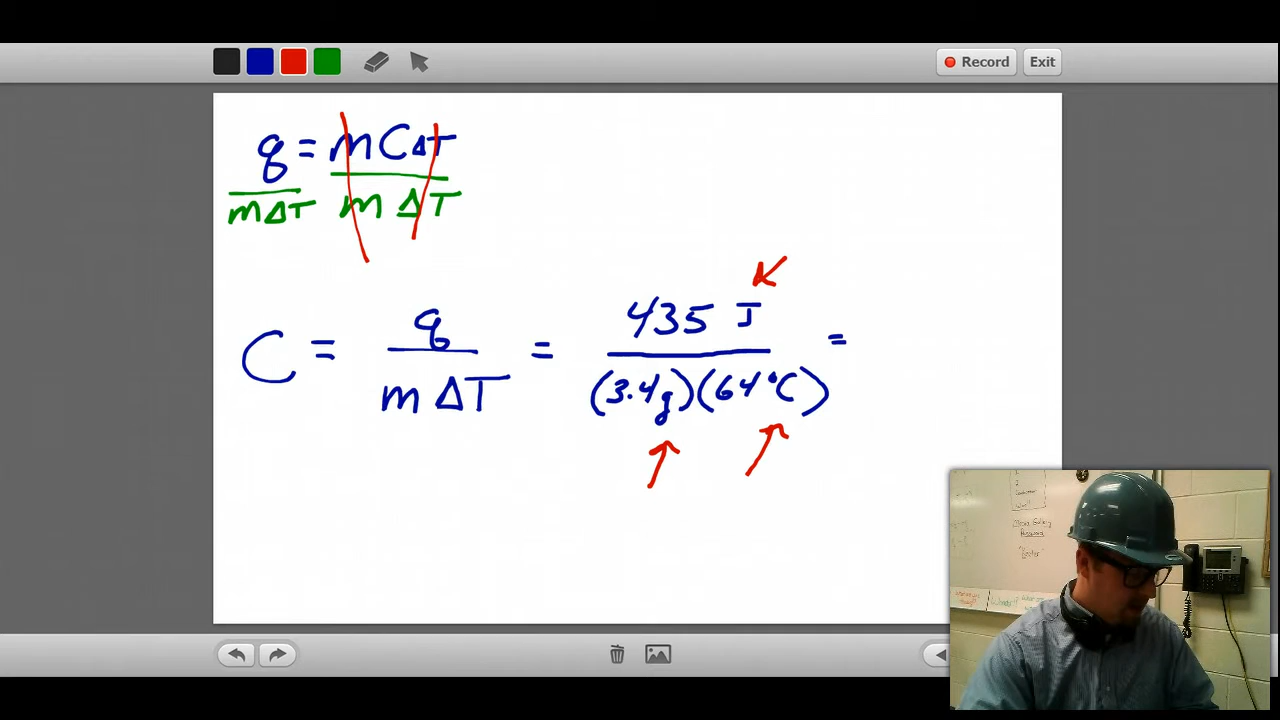 Record Exit
q = mCΔT
mΔT mΔT
C = q / mΔT = 435 J / (3.4g)(64°C) =